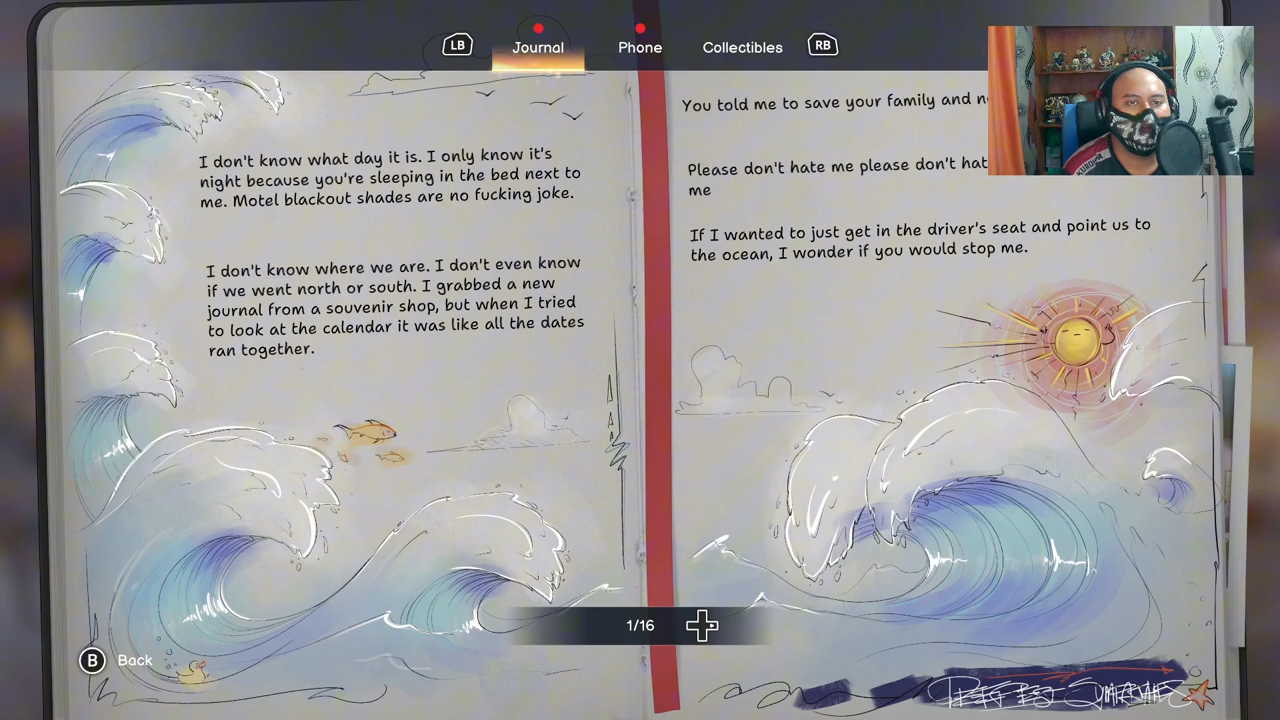 LB Journal Phone Collectibles RB
I don't know what day it is. I only know it's
night because you're sleeping in the bed next to
me. Motel blackout shades are no fucking joke.
I don't know where we are. I don't even know
if we went north or south. I grabbed a new
journal from a souvenir shop, but when I tried
to look at the calendar it was like all the dates
ran together.
You told me to save your family and
Please don't hate me please don't
me
If I wanted to just get in the driver's seat and point us to
the ocean, I wonder if you would stop me.
1/16
B Back